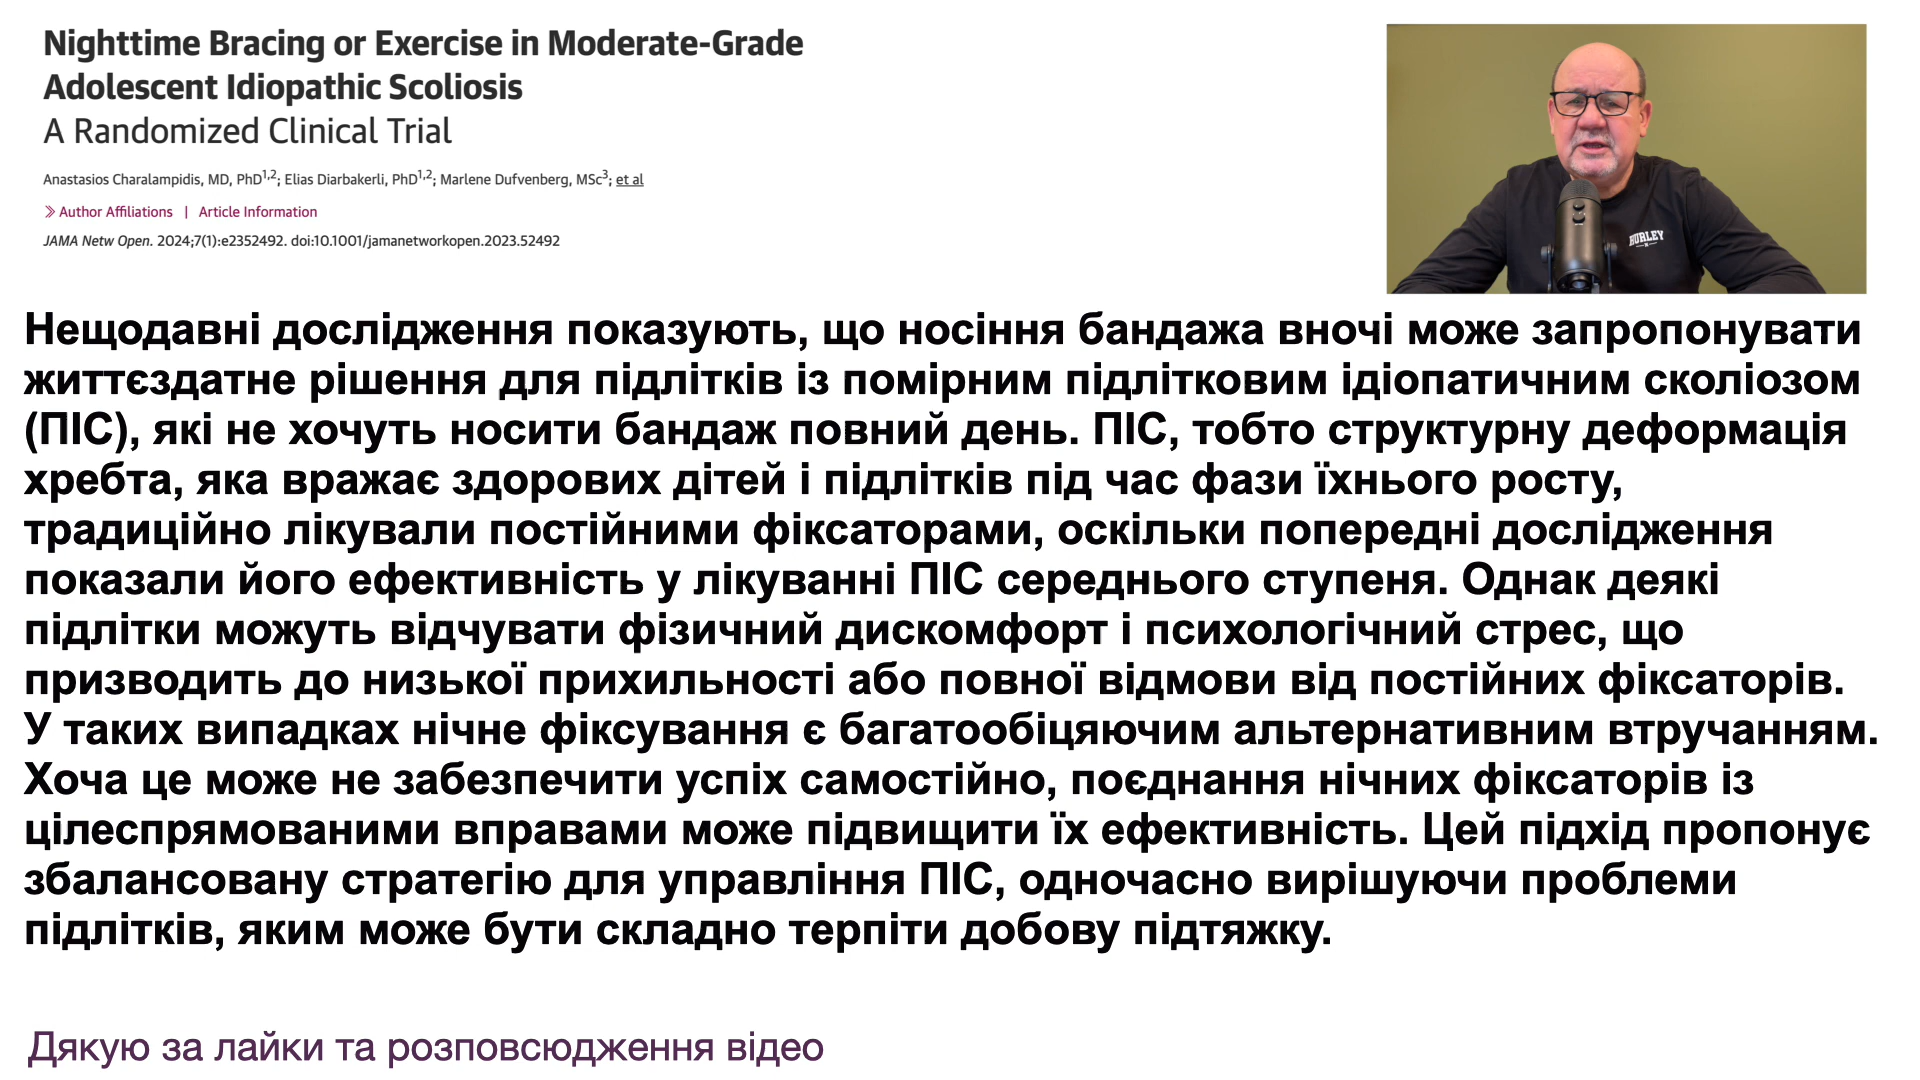 Nighttime Bracing or Exercise in Moderate-Grade
Adolescent Idiopathic Scoliosis
A Randomized Clinical Trial
Anastasios Charalampidis, MD, PhD1,2; Elias Diarbakerli, PhD1,2; Marlene Dufvenberg, MSc3; et al
Author Affiliations | Article Information
JAMA Netw Open. 2024;7(1):e2352492. doi:10.1001/jamanetworkopen.2023.52492
HURLEY
Нещодавні дослідження показують, що носіння бандажа вночі може запропонувати
життєздатне рішення для підлітків із помірним підлітковим ідіопатичним сколіозом
(ПІС), які не хочуть носити бандаж повний день. ПІС, тобто структурну деформація
хребта, яка вражає здорових дітей і підлітків під час фази їхнього росту,
традиційно лікували постійними фіксаторами, оскільки попередні дослідження
показали його ефективність у лікуванні ПІС середнього ступеня. Однак деякі
підлітки можуть відчувати фізичний дискомфорт і психологічний стрес, що
призводить до низької прихильності або повної відмови від постійних фіксаторів.
У таких випадках нічне фіксування є багатообіцяючим альтернативним втручанням.
Хоча це може не забезпечити успіх самостійно, поєднання нічних фіксаторів із
цілеспрямованими вправами може підвищити їх ефективність. Цей підхід пропонує
збалансовану стратегію для управління ПІС, одночасно вирішуючи проблеми
підлітків, яким може бути складно терпіти добову підтяжку.
Дякую за лайки та розповсюдження відео